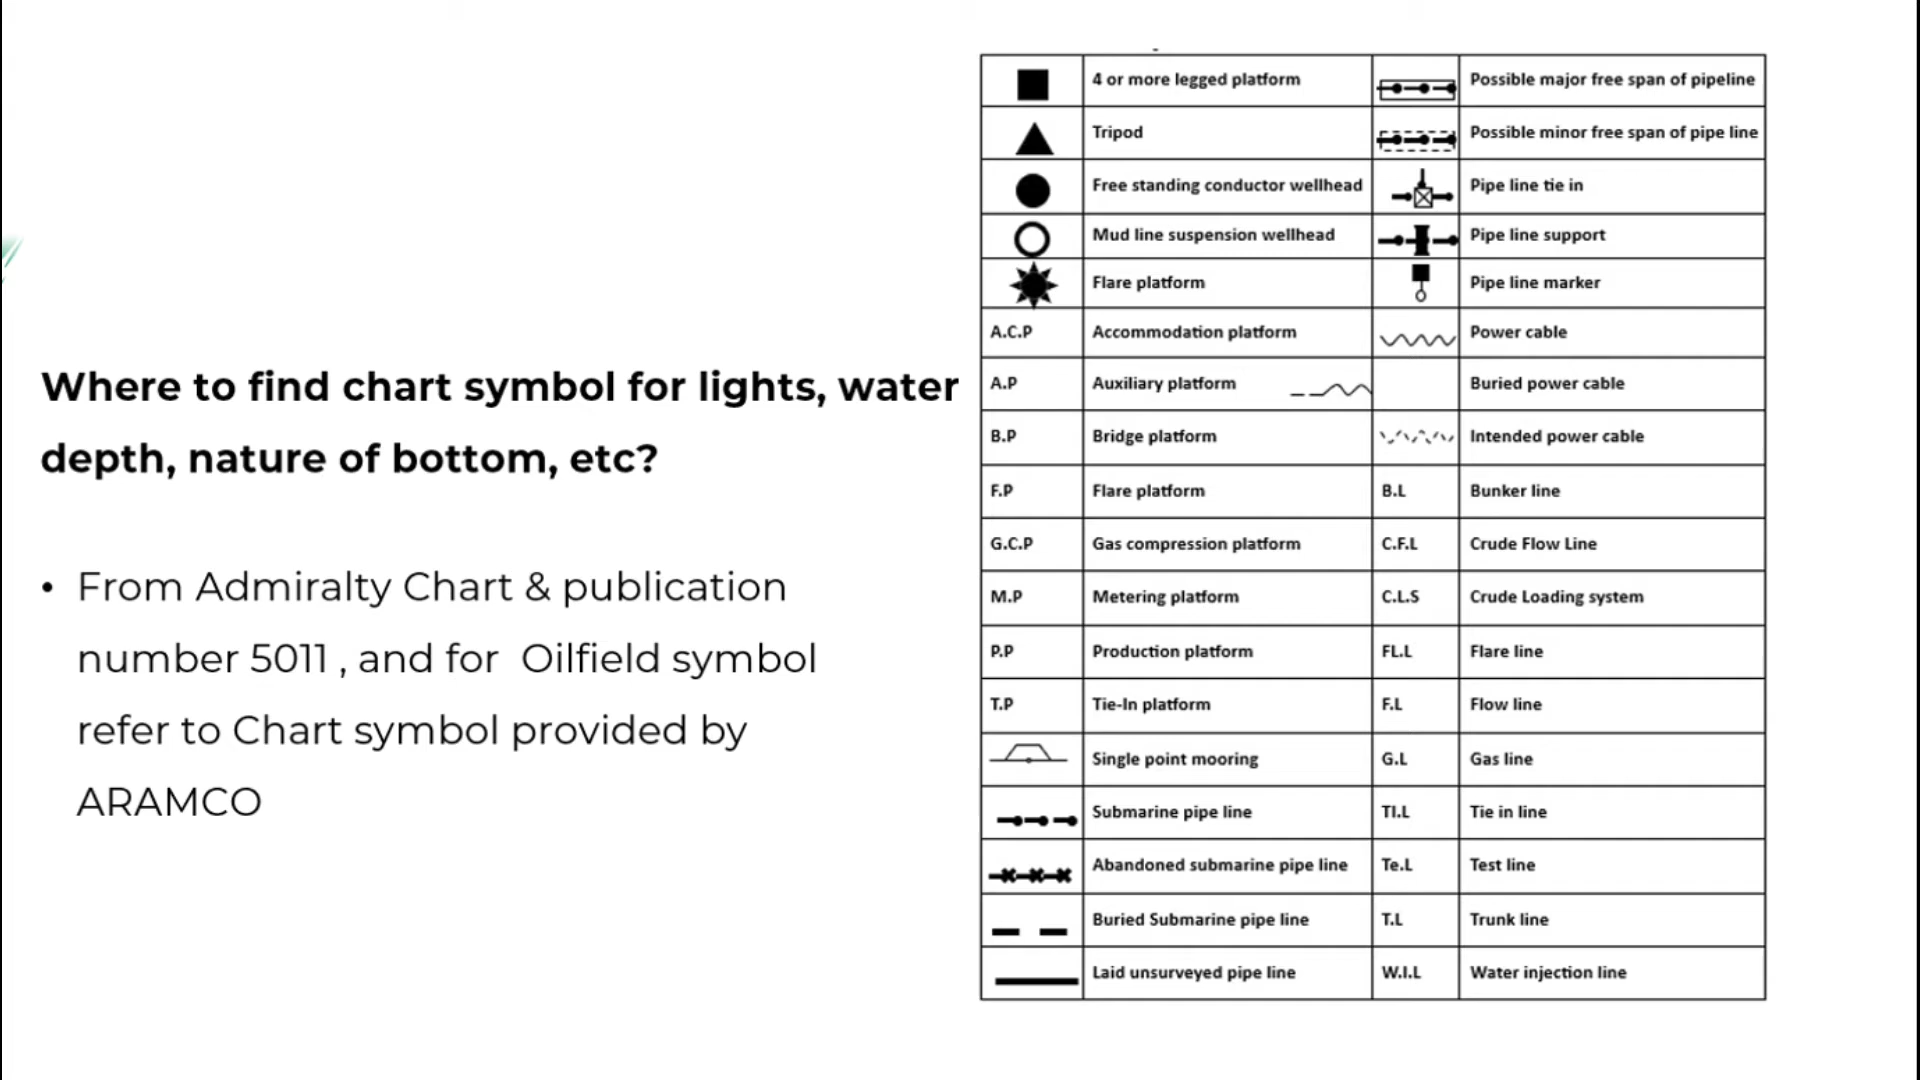 Where to find chart symbol for lights, water
depth, nature of bottom, etc?
• From Admiralty Chart & publication
number 5011 , and for Oilfield symbol
refer to Chart symbol provided by
ARAMCO
4 or more legged platform Possible major free span of pipeline
Tripod Possible minor free span of pipe line
Free standing conductor wellhead Pipe line tie in
Mud line suspension wellhead Pipe line support
Flare platform Pipe line marker
A.C.P Accommodation platform Power cable
A.P Auxiliary platform Buried power cable
B.P Bridge platform Intended power cable
F.P Flare platform B.L Bunker line
G.C.P Gas compression platform C.F.L Crude Flow Line
M.P Metering platform C.L.S Crude Loading system
P.P Production platform FL.L Flare line
T.P Tie-In platform F.L Flow line
Single point mooring G.L Gas line
Submarine pipe line TI.L Tie in line
Abandoned submarine pipe line Te.L Test line
Buried Submarine pipe line T.L Trunk line
Laid unsurveyed pipe line W.I.L Water injection line